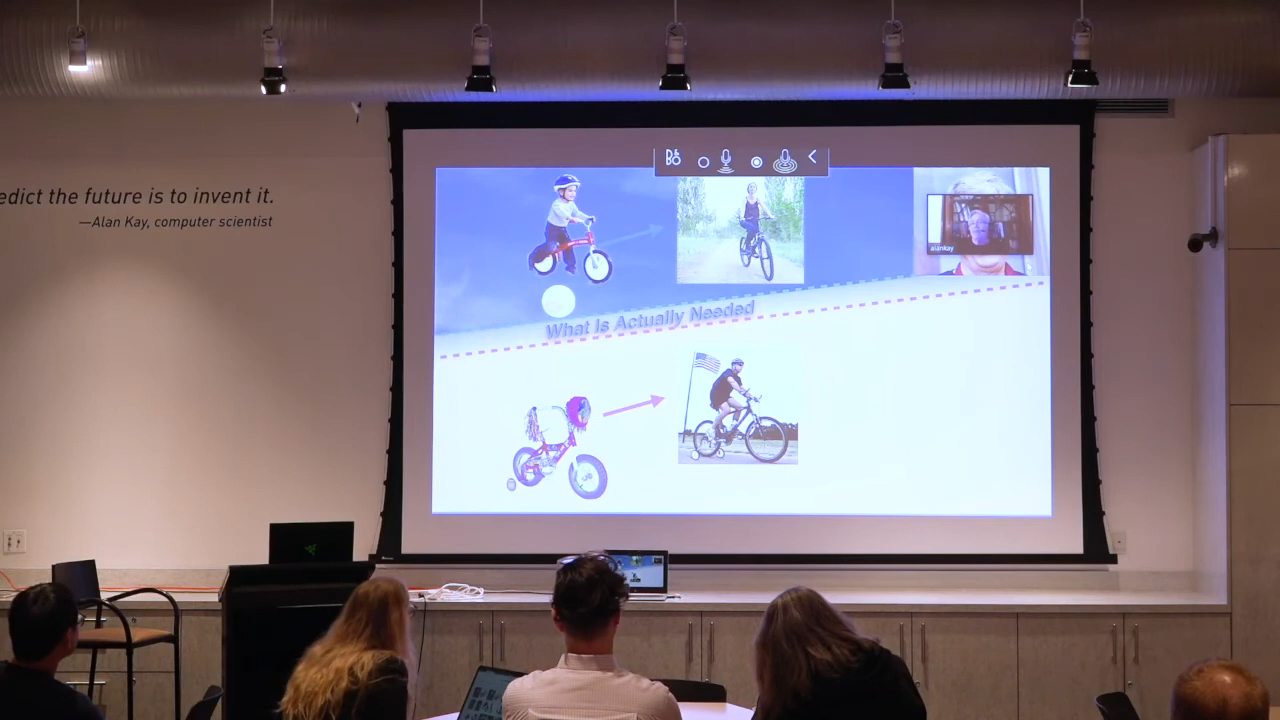 edict the future is to invent it.
—Alan Kay, computer scientist
B&O
alankay
What Is Actually Needed